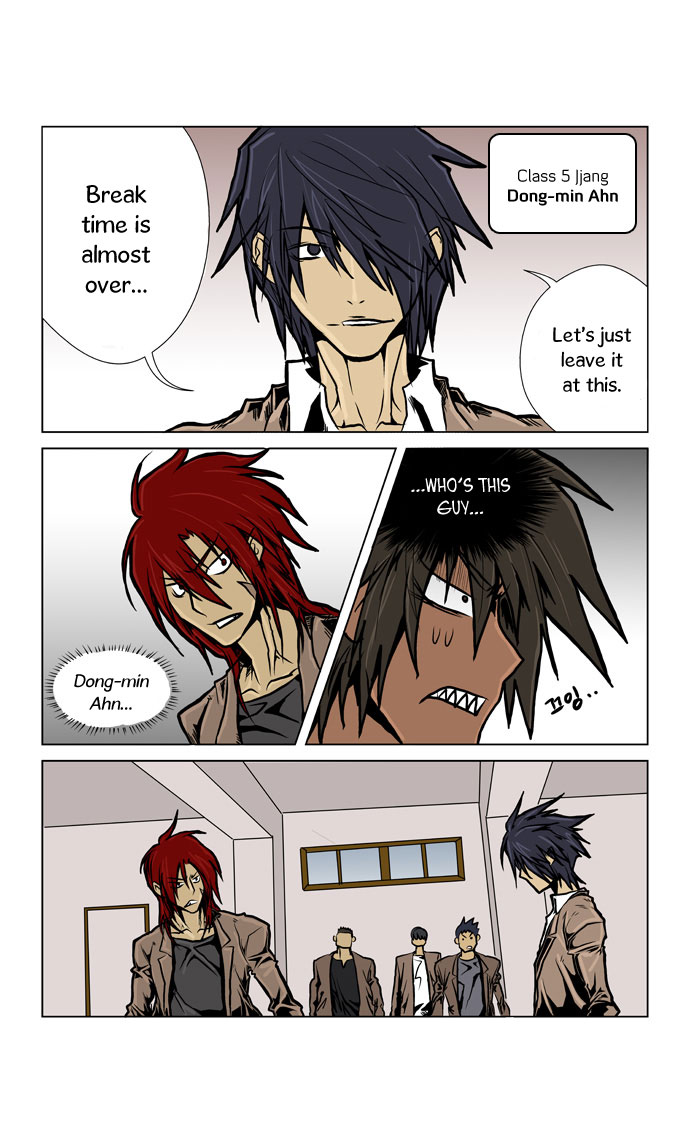 Break
time is
almost
over...
Class 5 Jjang
Dong-min Ahn
Let's just
leave it
at this.
Dong-min
Ahn...
...WHO'S THIS
GUY...
끄잉..